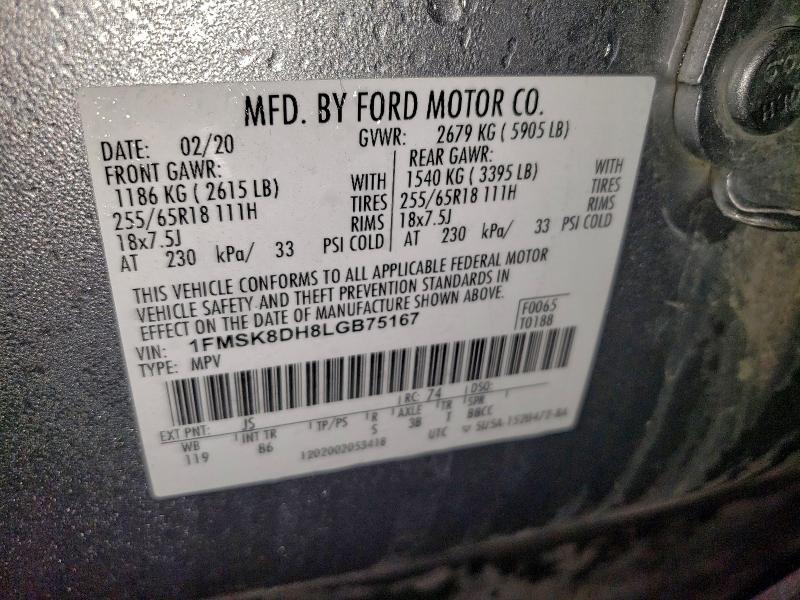 MFD. BY FORD MOTOR CO.
DATE: 02/20 GVWR: 2679 KG ( 5905 LB)
FRONT GAWR: REAR GAWR:
1186 KG ( 2615 LB) WITH 1540 KG ( 3395 LB) WITH
255/65R18 111H TIRES 255/65R18 111H TIRES
18x7.5J RIMS 18x7.5J RIMS
AT 230 kPa/ 33 PSI COLD AT 230 kPa/ 33 PSI COLD
THIS VEHICLE CONFORMS TO ALL APPLICABLE FEDERAL MOTOR
VEHICLE SAFETY AND THEFT PREVENTION STANDARDS IN
EFFECT ON THE DATE OF MANUFACTURE SHOWN ABOVE.
F0065
T0188
VIN: 1FMSK8DH8LGB75167
TYPE: MPV
EXT PNT: JS RC: 74 DSO:
WB INT TR TP/PS R AXLE TR SPR
119 86 S 3B T BBCC
1202002053418 UTC